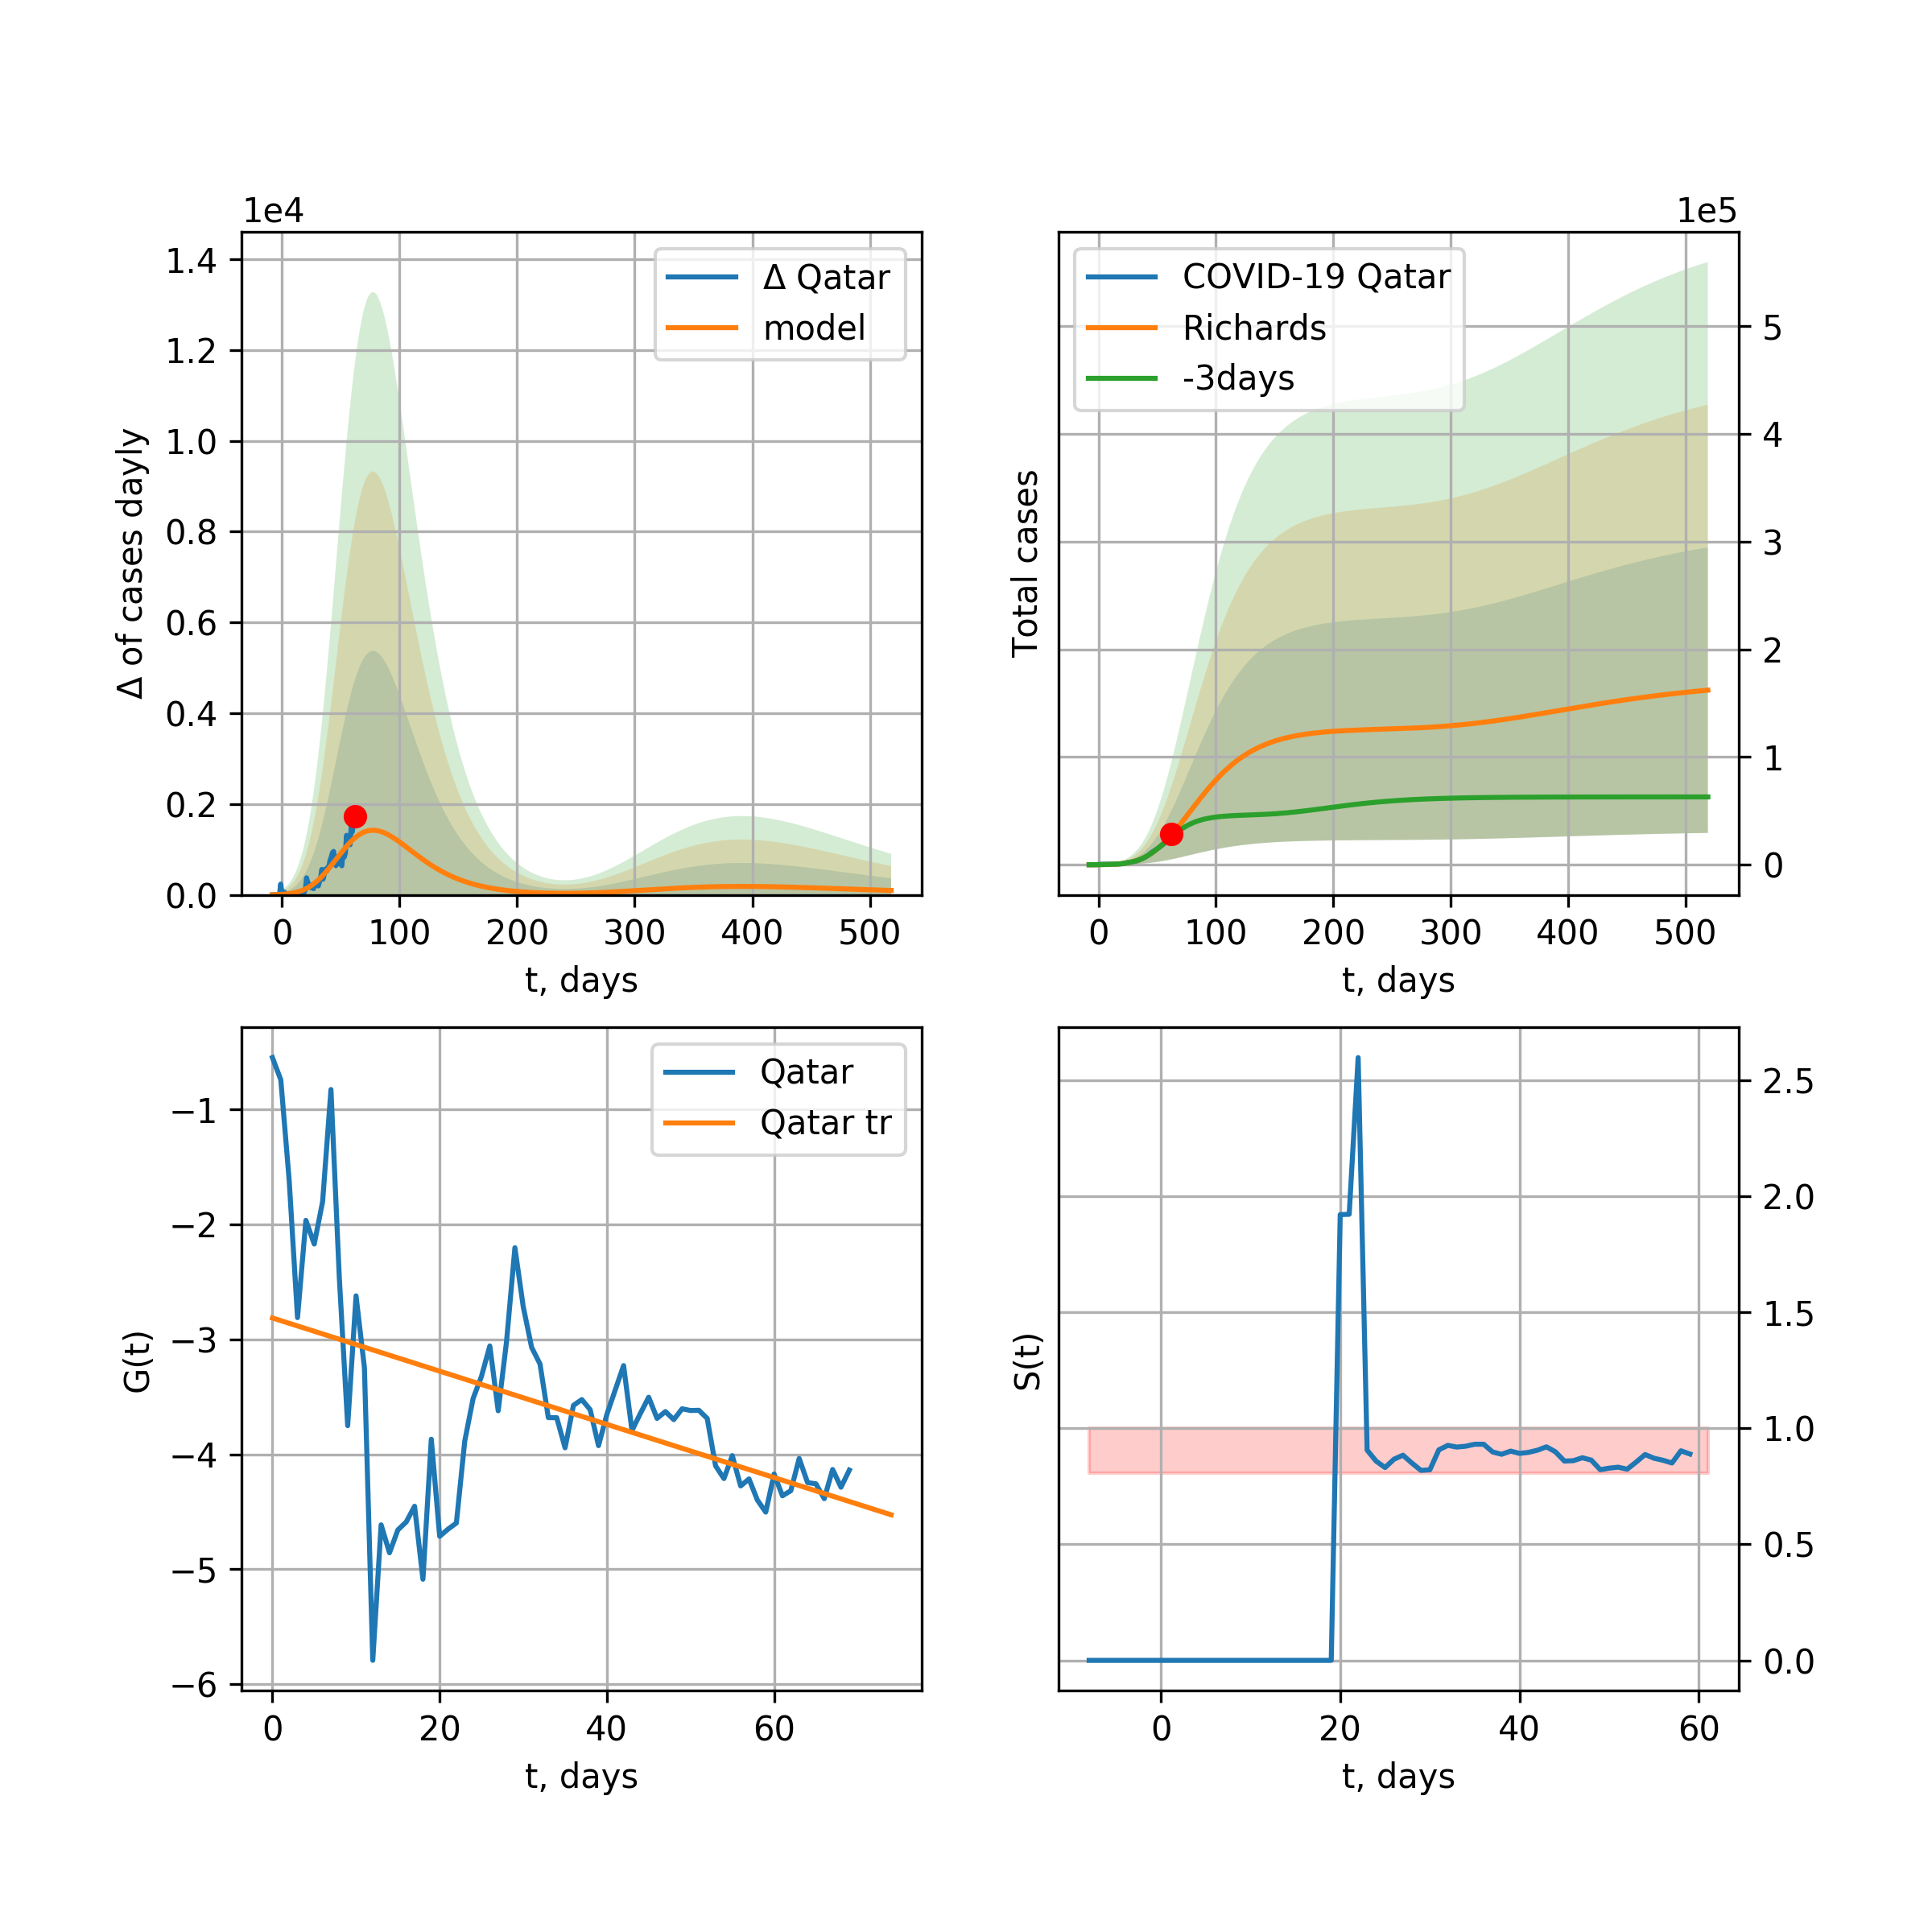 1e4
1.4
1.2
1.0
0.8
0.6
0.4
0.2
0.0
Δ of cases dayly
Δ Qatar
model
0 100 200 300 400 500
t, days
1e5
COVID-19 Qatar
Richards
-3days
Total cases
5
4
3
2
1
0
0 100 200 300 400 500
t, days
Qatar
Qatar tr
G(t)
−1
−2
−3
−4
−5
−6
0 20 40 60
t, days
S(t)
2.5
2.0
1.5
1.0
0.5
0.0
0 20 40 60
t, days